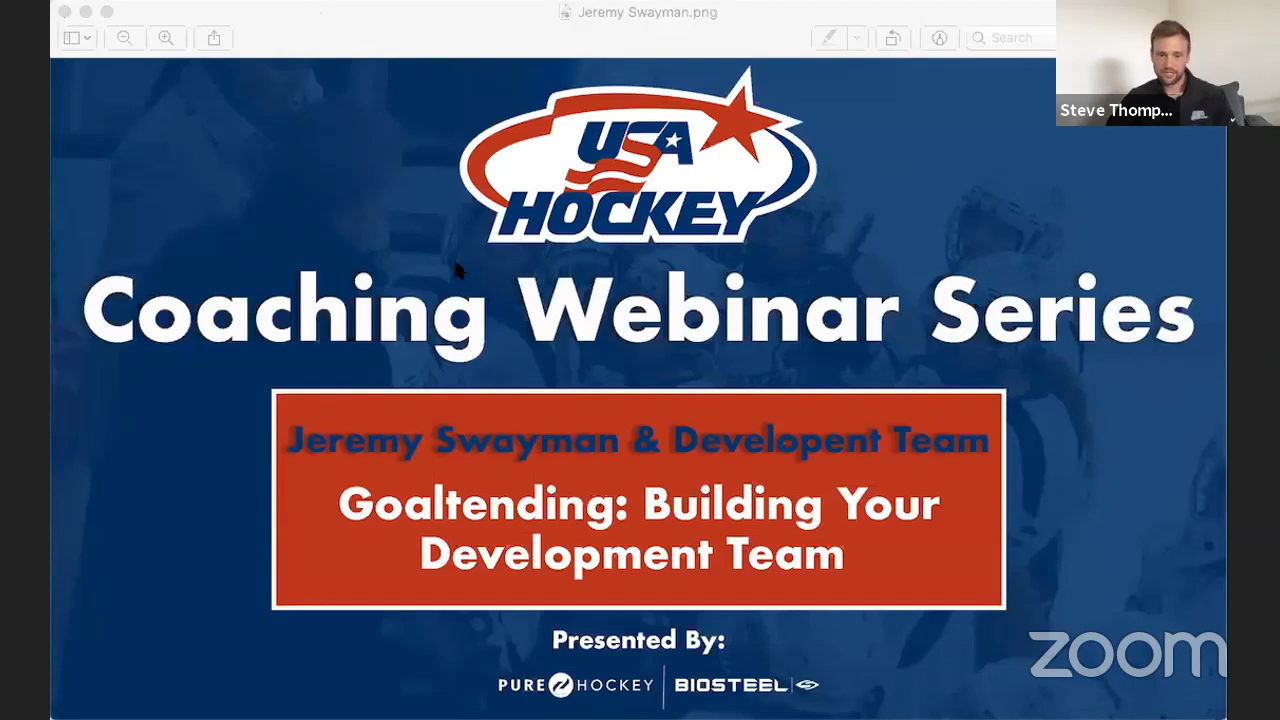 Jeremy Swayman.png
Search
Steve Thomp...
USA
HOCKEY
Coaching Webinar Series
Jeremy Swayman & Developent Team
Goaltending: Building Your
Development Team
Presented By:
PURE HOCKEY
BIOSTEEL
zoom